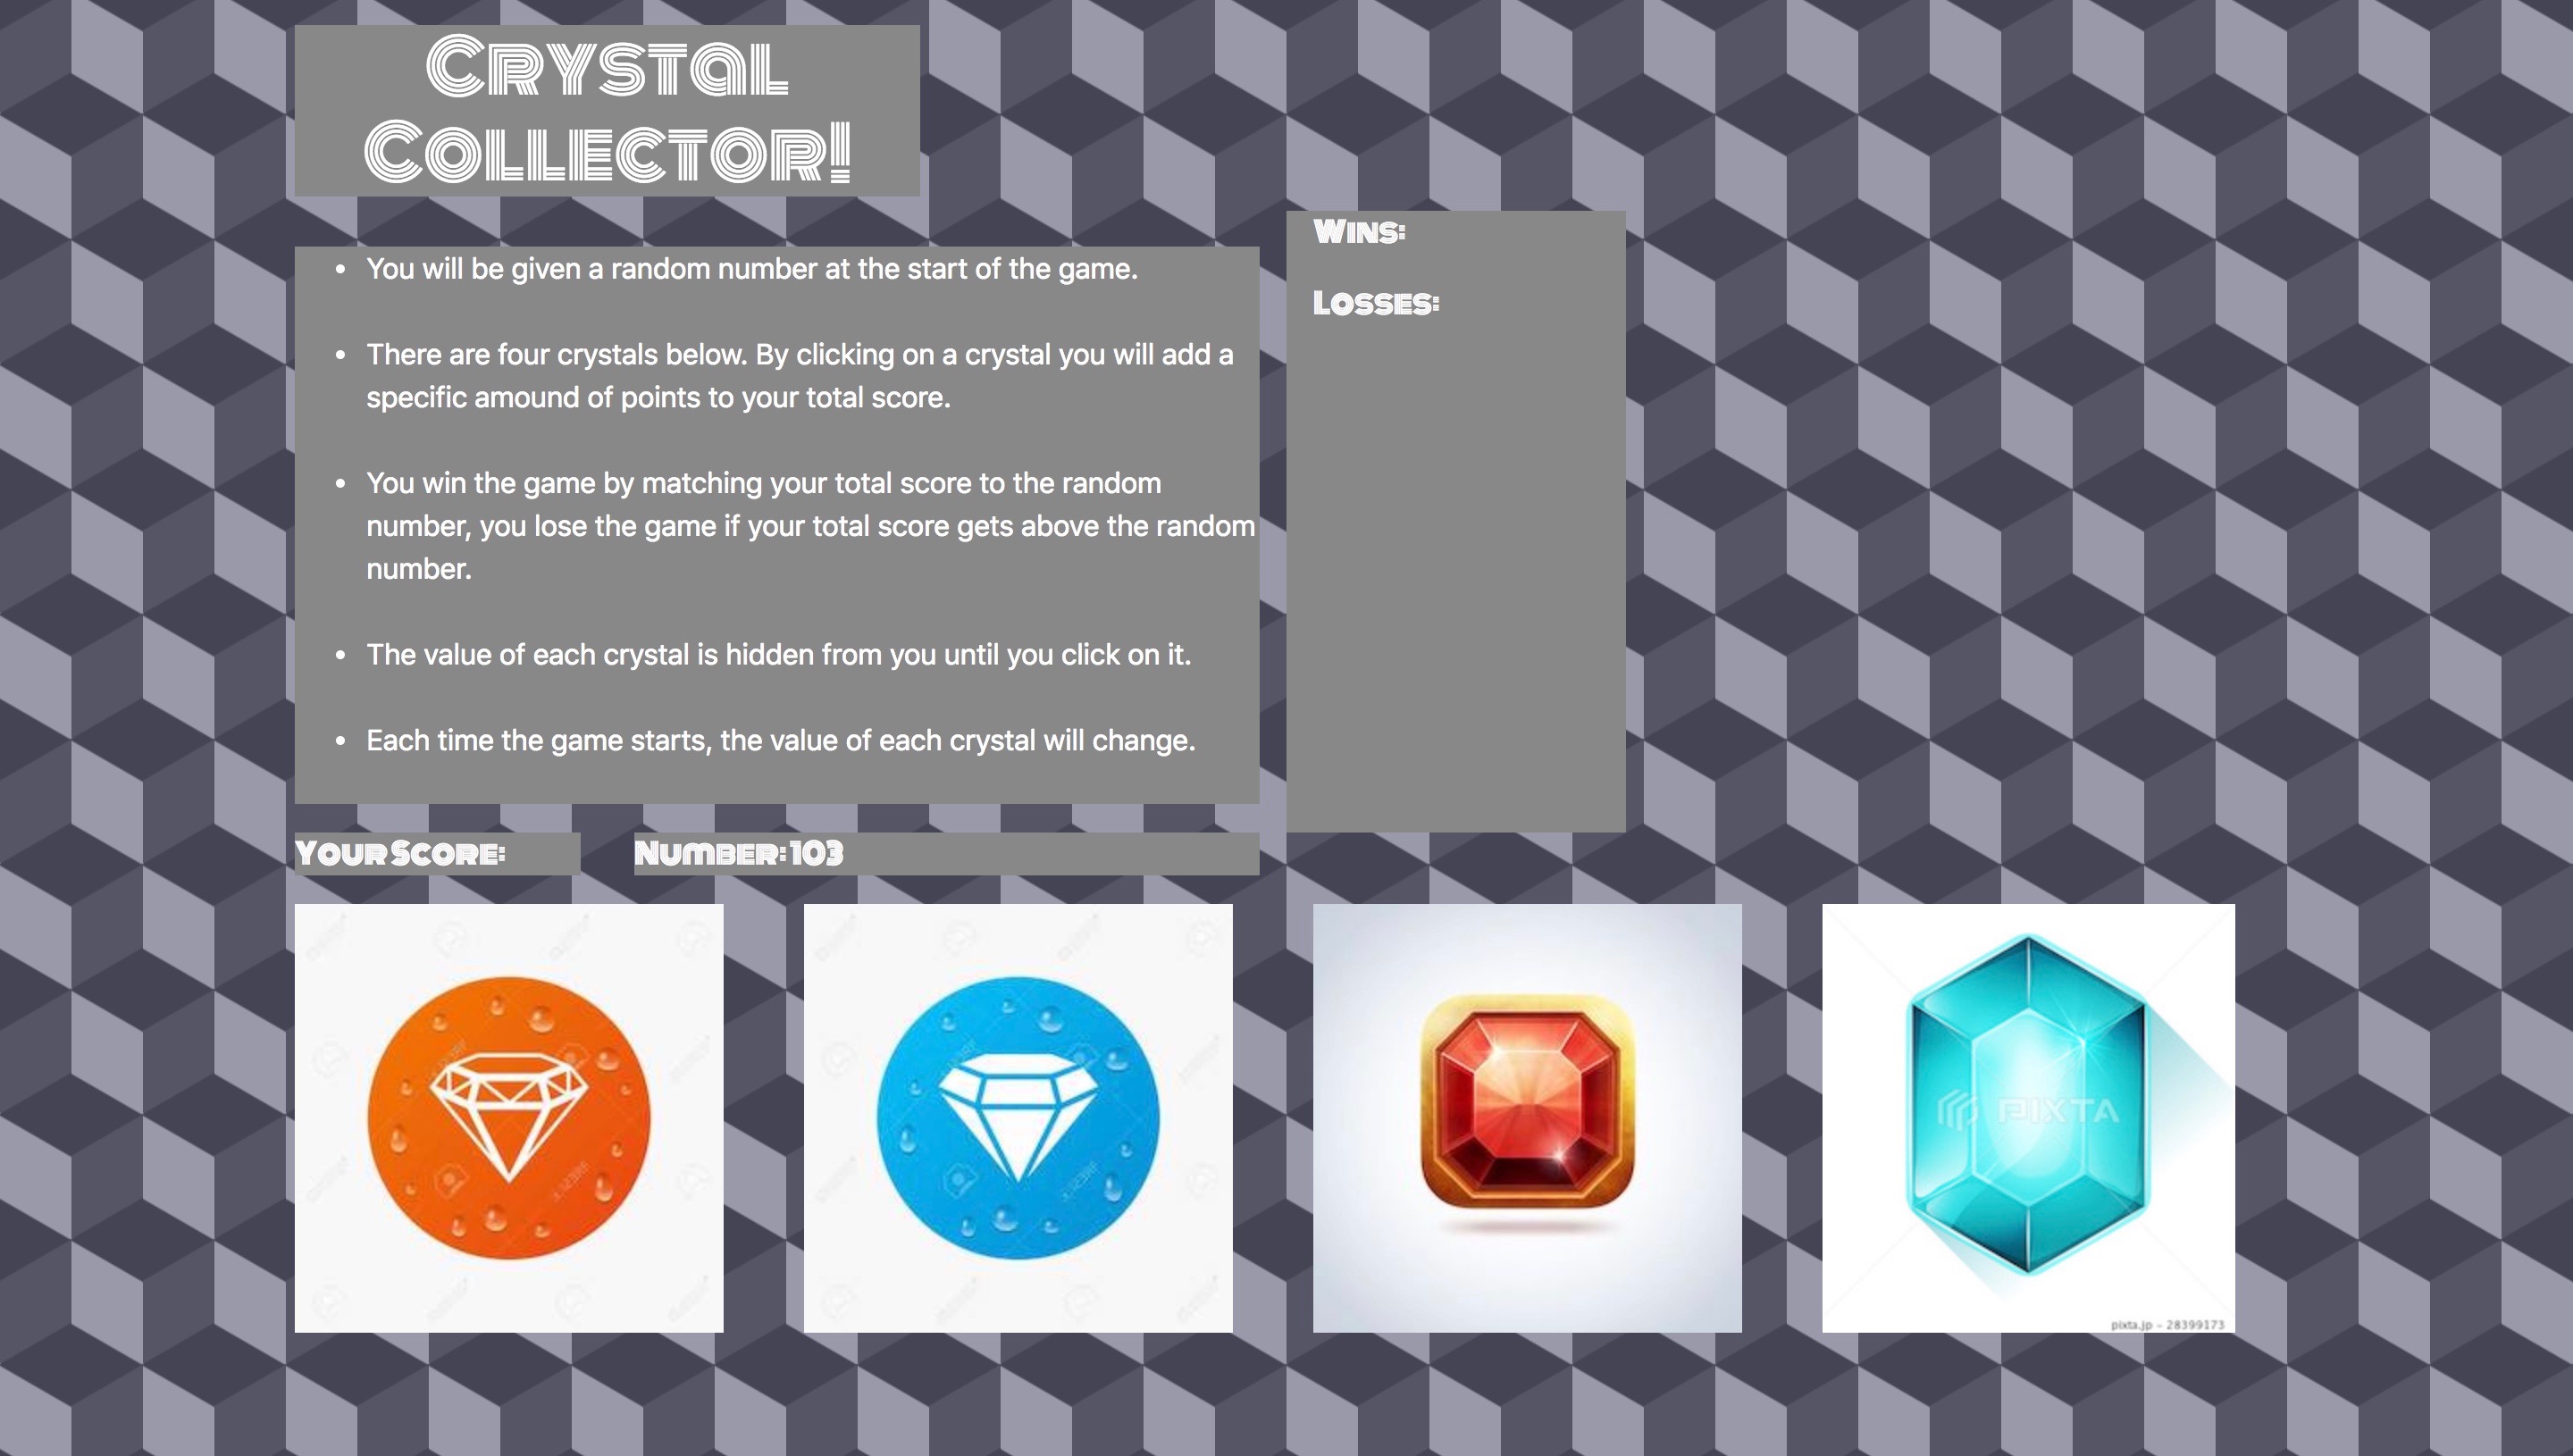 Crystal
Collector!
Wins:
Losses:
• You will be given a random number at the start of the game.
• There are four crystals below. By clicking on a crystal you will add a
specific amound of points to your total score.
• You win the game by matching your total score to the random
number, you lose the game if your total score gets above the random
number.
• The value of each crystal is hidden from you until you click on it.
• Each time the game starts, the value of each crystal will change.
Your Score:
Number: 103
PIXTA
pixta.jp - 28399173